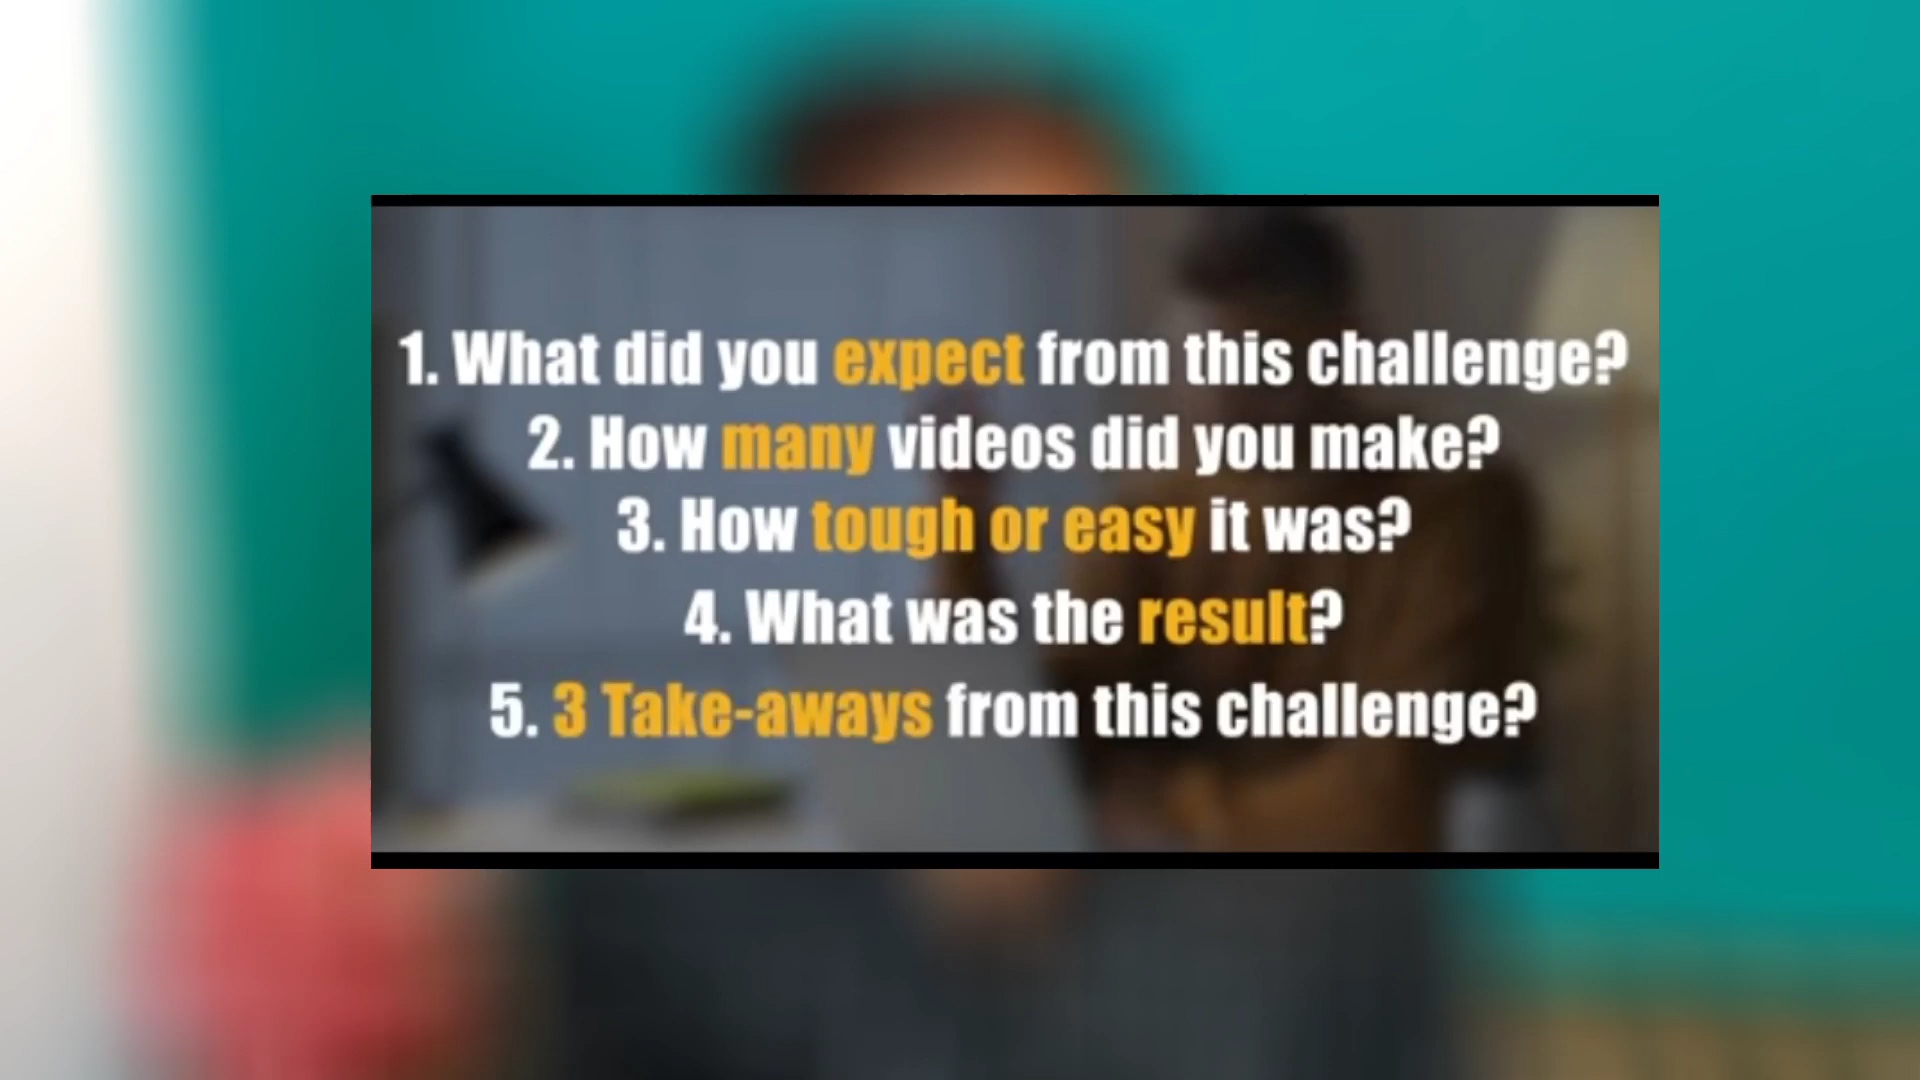 1. What did you expect from this challenge?
2. How many videos did you make?
3. How tough or easy it was?
4. What was the result?
5. 3 Take-aways from this challenge?